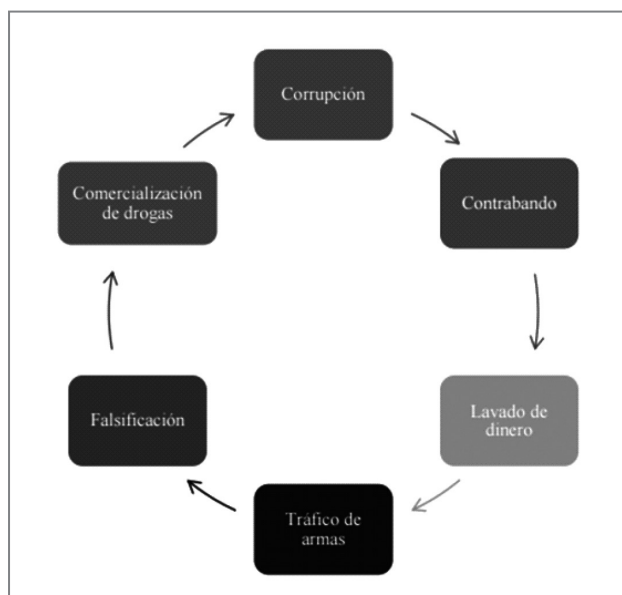 Corrupción
Contrabando
Lavado de
dinero
Tráfico de
armas
Falsificación
Comercialización
de drogas